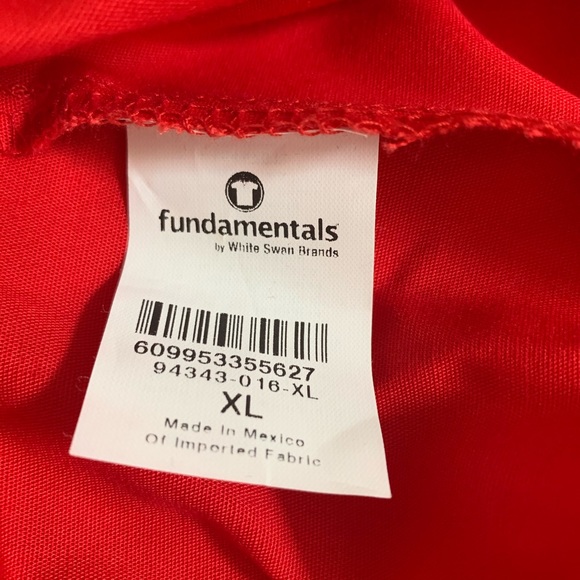 fundamentals
by White Swan Brands
609953355627
94343-016-XL
XL
Made In Mexico
Of Imported Fabric